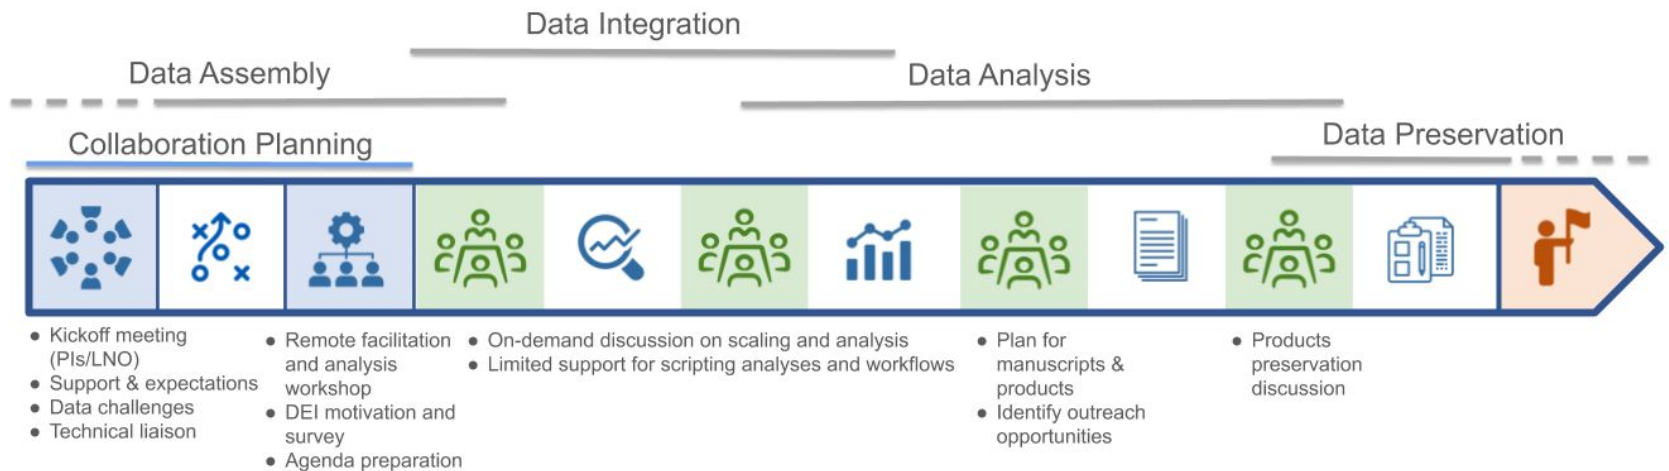 Data Integration
Data Assembly
Data Analysis
Collaboration Planning
Data Preservation
● Kickoff meeting
(PIs/LNO)
● Support & expectations
● Data challenges
● Technical liaison
● Remote facilitation
and analysis
workshop
● DEI motivation and
survey
● Agenda preparation
● On-demand discussion on scaling and analysis
● Limited support for scripting analyses and workflows
● Plan for
manuscripts &
products
● Identify outreach
opportunities
● Products
preservation
discussion